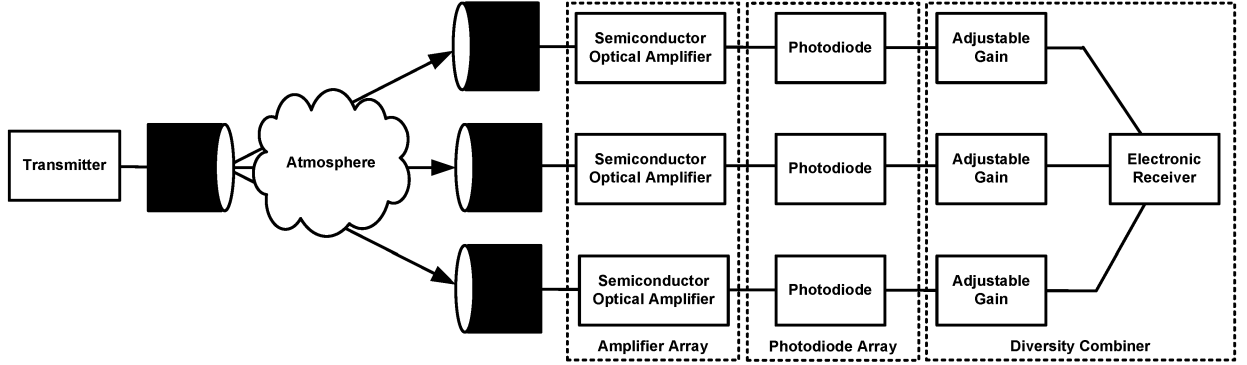 Transmitter
Atmosphere
Semiconductor
Optical Amplifier
Photodiode
Adjustable
Gain
Semiconductor
Optical Amplifier
Photodiode
Adjustable
Gain
Electronic
Receiver
Semiconductor
Optical Amplifier
Photodiode
Adjustable
Gain
Amplifier Array
Photodiode Array
Diversity Combiner